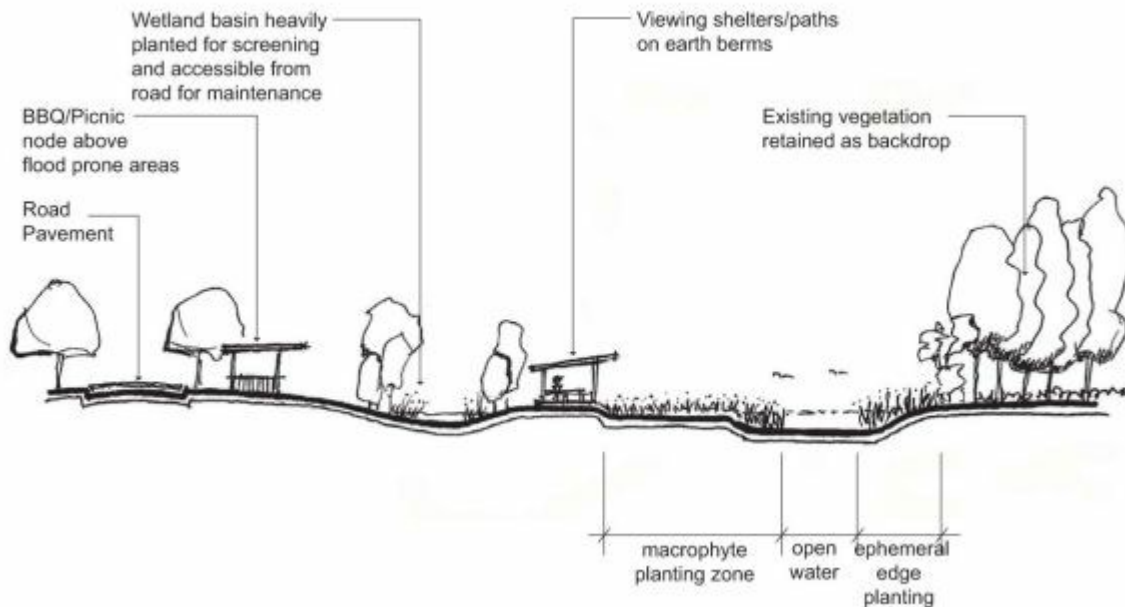 Wetland basin heavily
planted for screening
and accessible from
road for maintenance
Viewing shelters/paths
on earth berms
BBQ/Picnic
node above
flood prone areas
Existing vegetation
retained as backdrop
Road
Pavement
macrophyte
planting zone
open
water
ephemeral
edge
planting